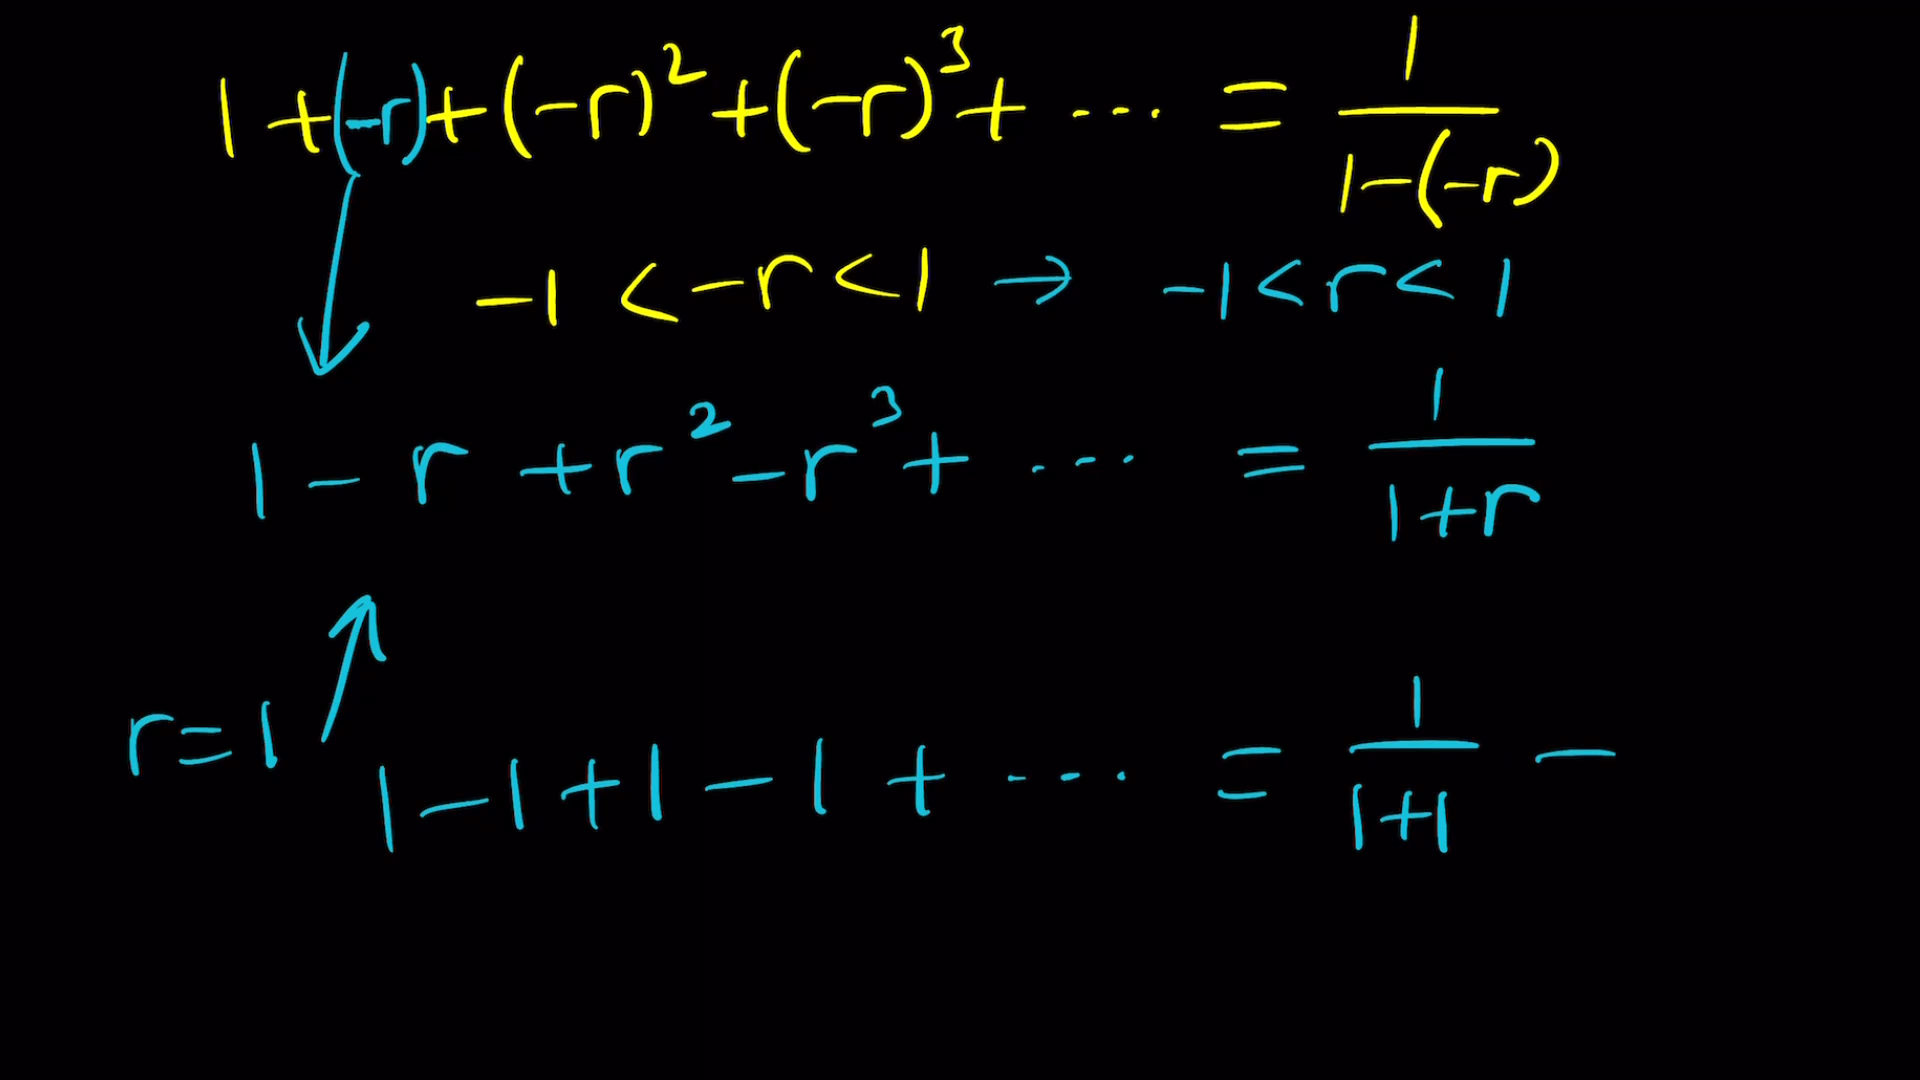 1 + (-r) + (-r)² + (-r)³ + ... = 1/(1-(-r))
-1 < -r < 1 → -1 < r < 1
1 - r + r² - r³ + ... = 1/(1+r)
r=1
1 - 1 + 1 - 1 + ... = 1/(1+1) -